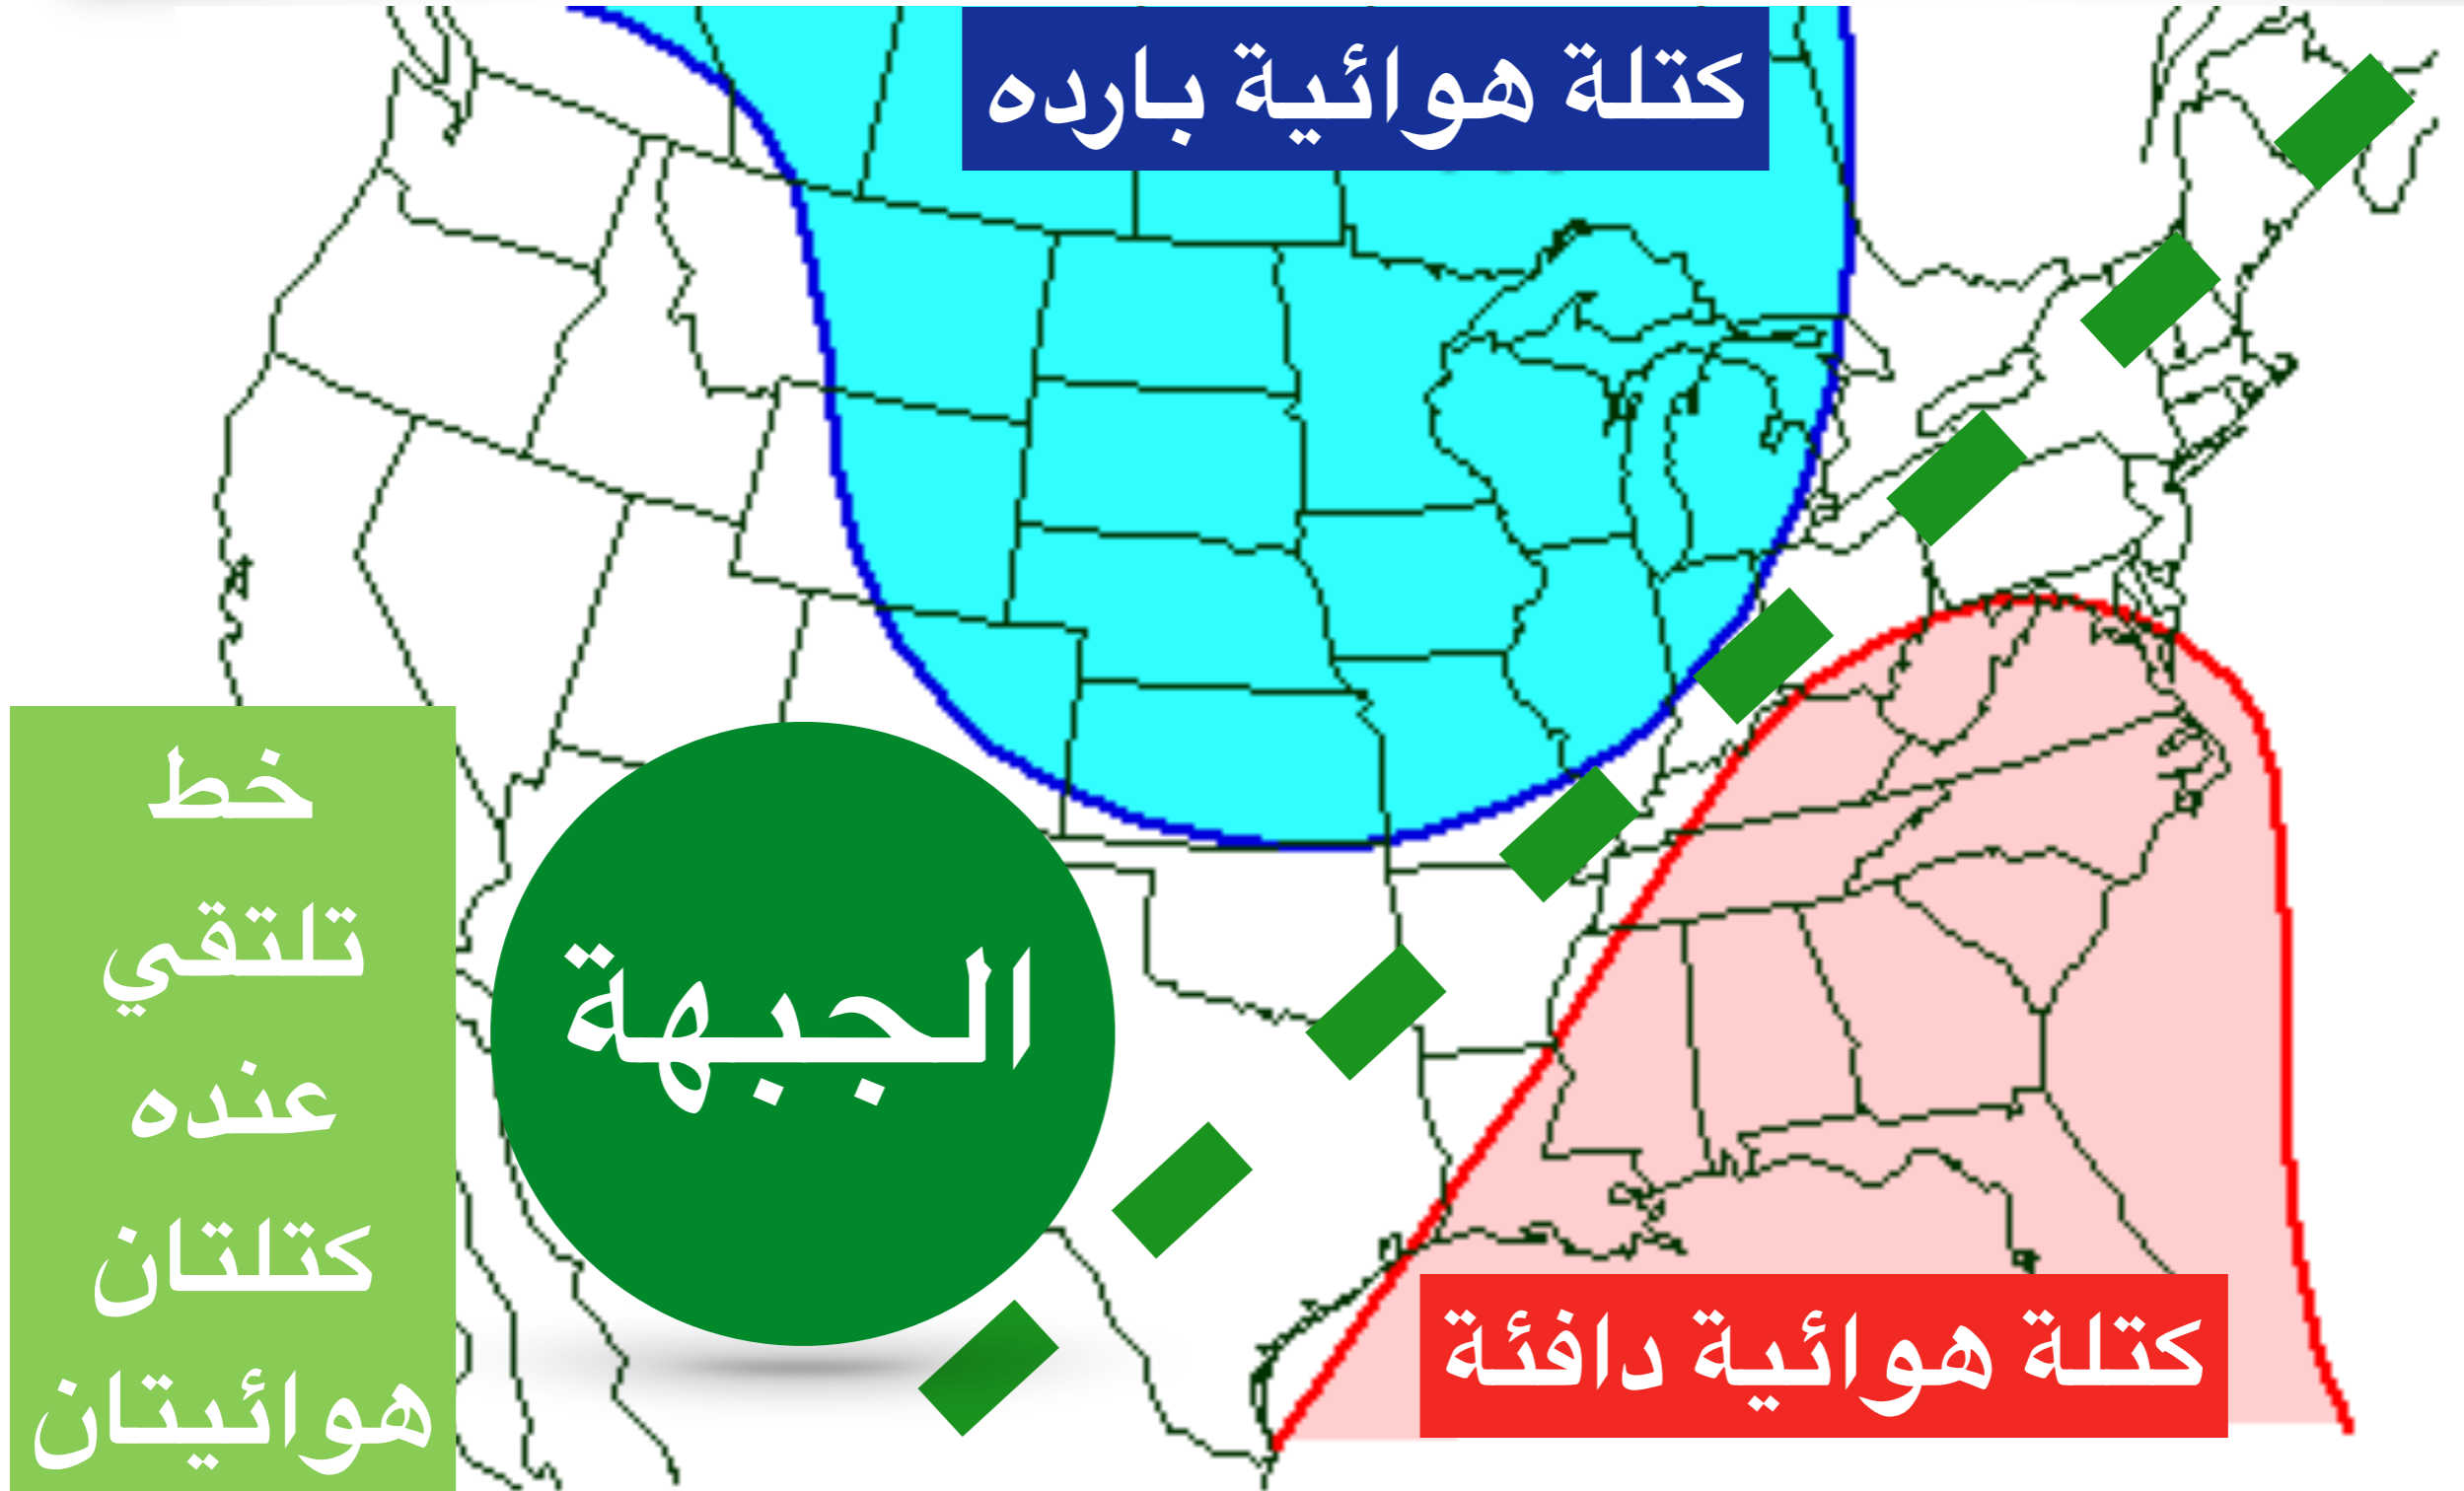 كتلة هوائية بارده
خط
تلتقي
عنده
كتلتان
هوائيتان
الجبهة
كتلة هوائية دافئة